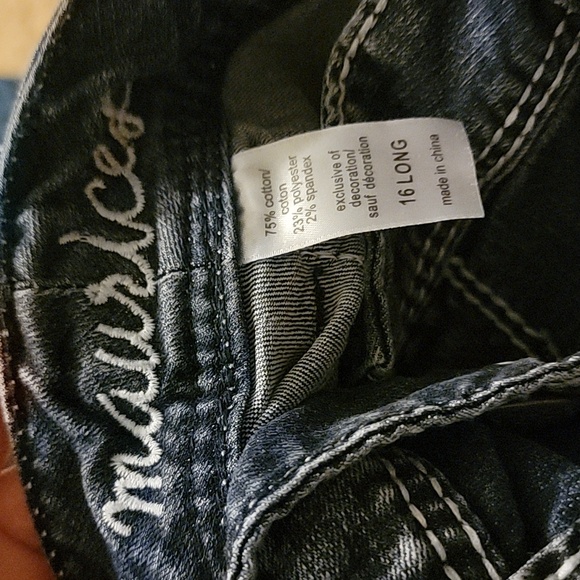 maurices
75% cotton/
coton
23% polyester
2% spandex
exclusive of
decoration/
sauf décoration
16 LONG
made in china